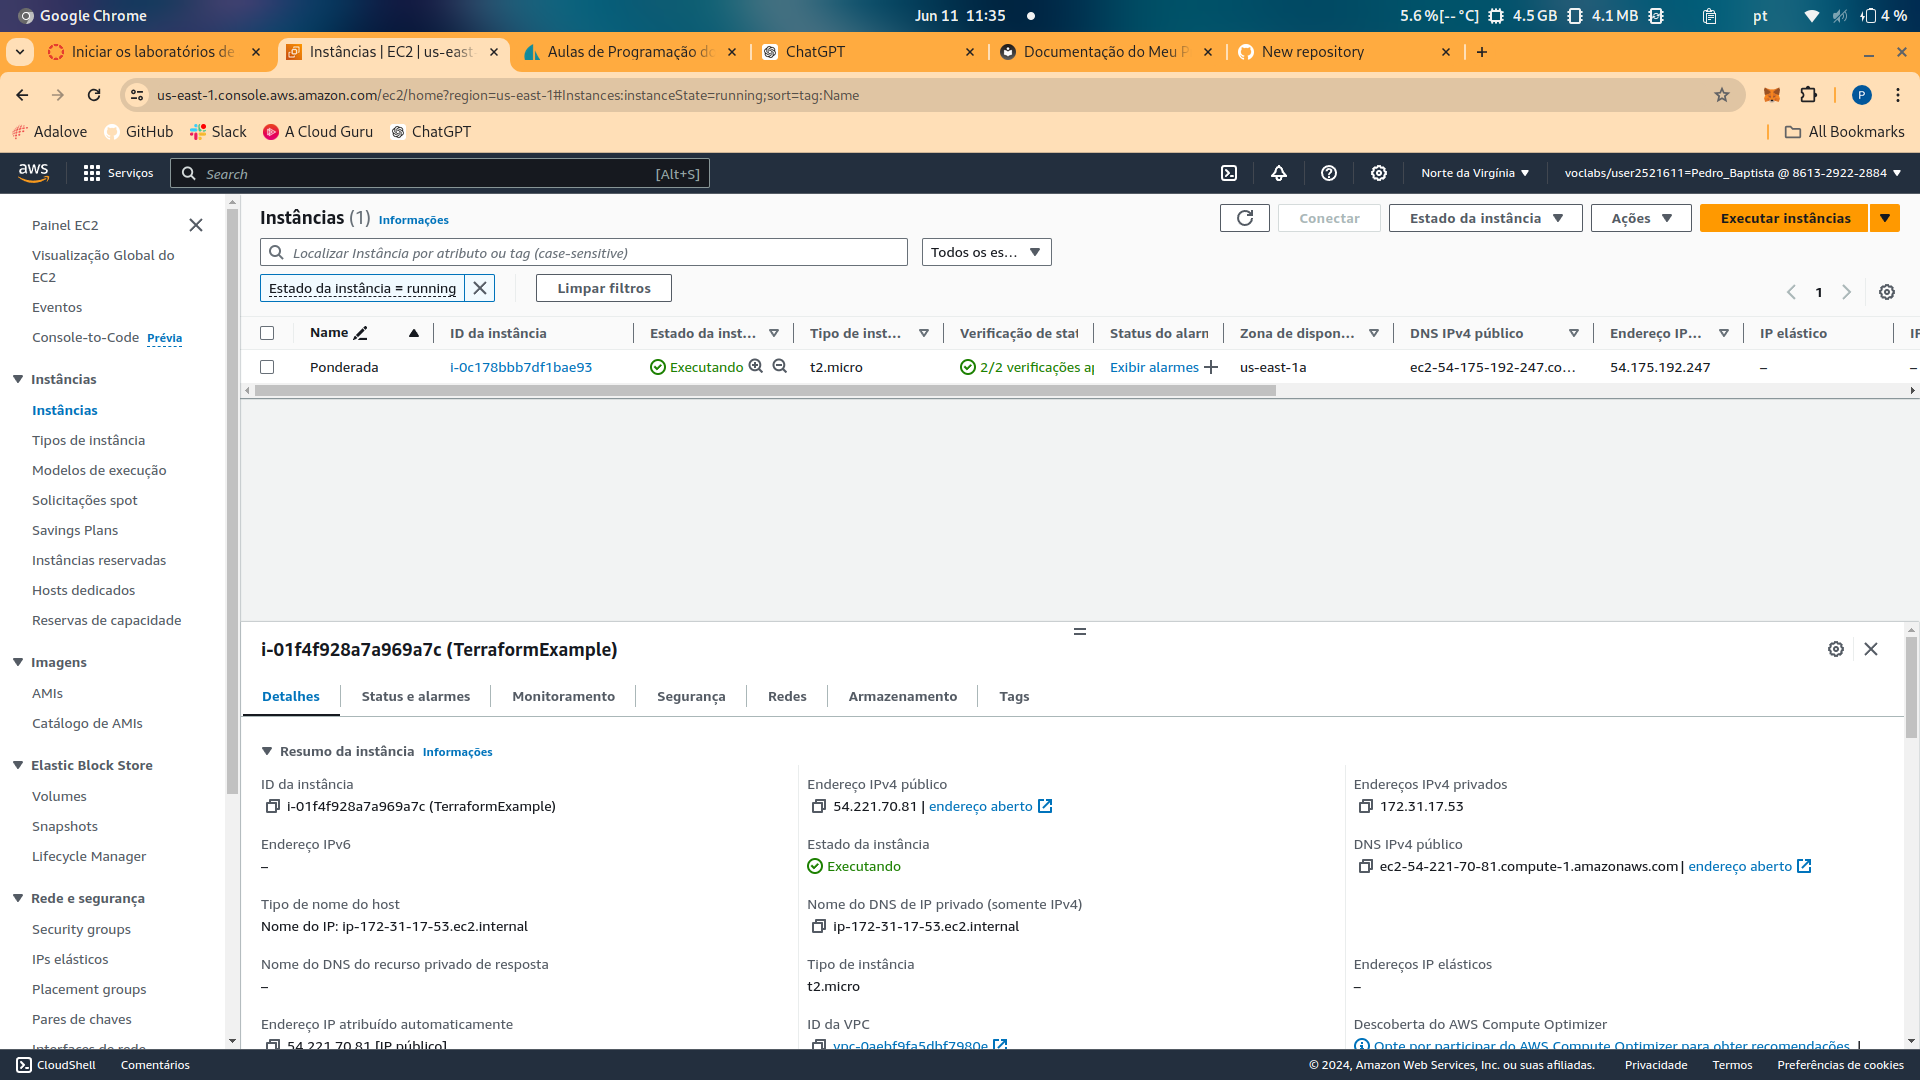 Google Chrome
Jun 11 11:35
5.6 %[-- °C] 4.5 GB 4.1 MB pt 4 %
Iniciar os laboratórios de
Instâncias | EC2 | us-east-
Aulas de Programação do
ChatGPT
Documentação do Meu P
New repository
us-east-1.console.aws.amazon.com/ec2/home?region=us-east-1#Instances:instanceState=running;sort=tag:Name
P
Adalove GitHub Slack A Cloud Guru ChatGPT All Bookmarks
aws Serviços Search [Alt+S] Norte da Virgínia voclabs/user2521611=Pedro_Baptista @ 8613-2922-2884
Painel EC2
Visualização Global do
EC2
Eventos
Console-to-Code Prévia
Instâncias
Instâncias
Tipos de instância
Modelos de execução
Solicitações spot
Savings Plans
Instâncias reservadas
Hosts dedicados
Reservas de capacidade
Imagens
AMIs
Catálogo de AMIs
Elastic Block Store
Volumes
Snapshots
Lifecycle Manager
Rede e segurança
Security groups
IPs elásticos
Placement groups
Pares de chaves
Interfaces de rede
Instâncias (1) Informações
Conectar Estado da instância Ações Executar instâncias
Localizar Instância por atributo ou tag (case-sensitive) Todos os es...
Estado da instância = running Limpar filtros
1
Name ID da instância Estado da inst... Tipo de inst... Verificação de stat Status do alarn Zona de dispon... DNS IPv4 público Endereço IP... IP elástico IP
Ponderada i-0c178bbb7df1bae93 Executando t2.micro 2/2 verificações ap Exibir alarmes us-east-1a ec2-54-175-192-247.co... 54.175.192.247 – –
i-01f4f928a7a969a7c (TerraformExample)
Detalhes Status e alarmes Monitoramento Segurança Redes Armazenamento Tags
Resumo da instância Informações
ID da instância
i-01f4f928a7a969a7c (TerraformExample)
Endereço IPv4 público
54.221.70.81 | endereço aberto
Endereços IPv4 privados
172.31.17.53
Endereço IPv6
–
Estado da instância
Executando
DNS IPv4 público
ec2-54-221-70-81.compute-1.amazonaws.com | endereço aberto
Tipo de nome do host
Nome do IP: ip-172-31-17-53.ec2.internal
Nome do DNS de IP privado (somente IPv4)
ip-172-31-17-53.ec2.internal
Nome do DNS do recurso privado de resposta
–
Tipo de instância
t2.micro
Endereços IP elásticos
–
Endereço IP atribuído automaticamente
54.221.70.81 [IP público]
ID da VPC
vpc-0aebf9fa5dbf7980e
Descoberta do AWS Compute Optimizer
Opte por participar do AWS Compute Optimizer para obter recomendações. |
CloudShell Comentários © 2024, Amazon Web Services, Inc. ou suas afiliadas. Privacidade Termos Preferências de cookies